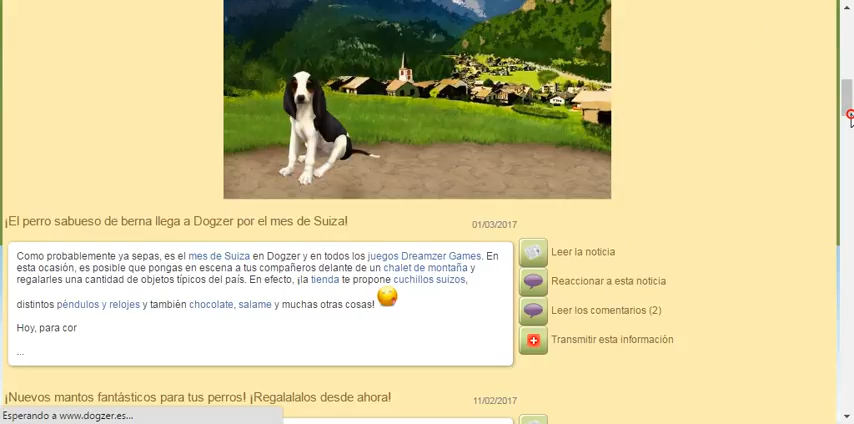 ¡El perro sabueso de berna llega a Dogzer por el mes de Suiza!
01/03/2017
Como probablemente ya sepas, es el mes de Suiza en Dogzer y en todos los juegos Dreamzer Games. En
esta ocasión, es posible que pongas en escena a tus compañeros delante de un chalet de montaña y
regalarles una cantidad de objetos típicos del país. En efecto, ¡la tienda te propone cuchillos suizos,
distintos péndulos y relojes y también chocolate, salame y muchas otras cosas!
Hoy, para cor
...
Leer la noticia
Reaccionar a esta noticia
Leer los comentarios (2)
Transmitir esta información
¡Nuevos mantos fantásticos para tus perros! ¡Regalalalos desde ahora!
11/02/2017
Esperando a www.dogzer.es...